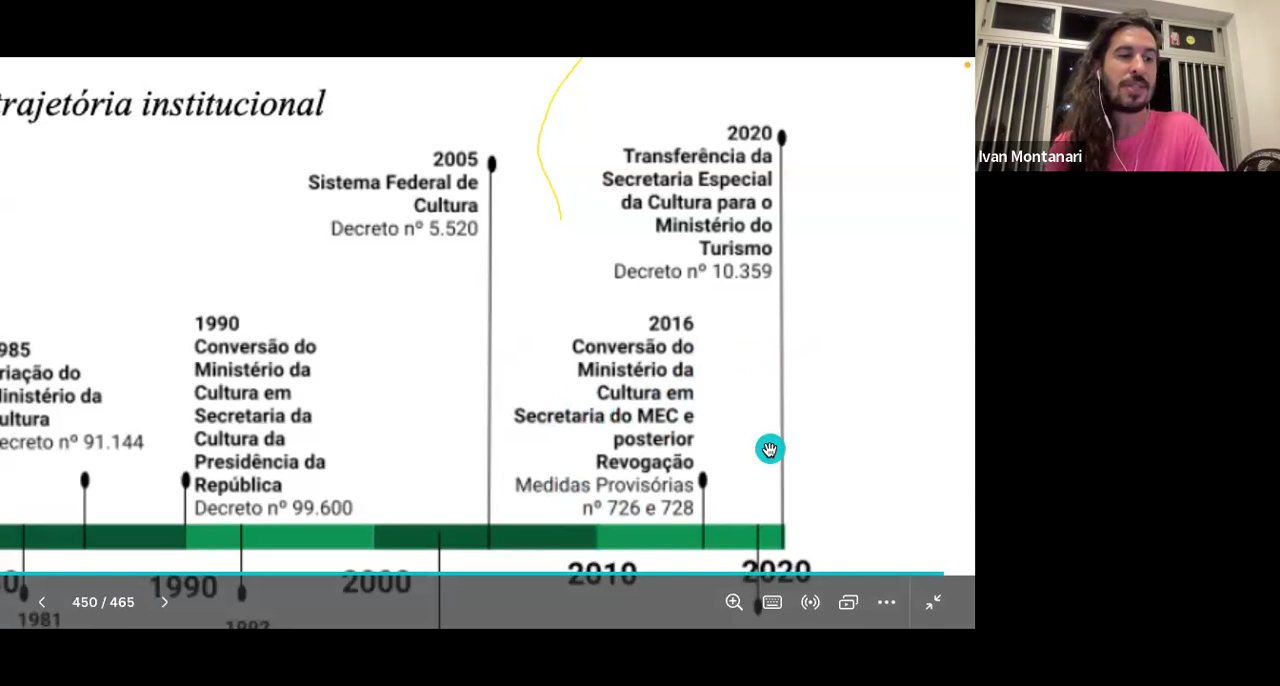 trajetória institucional
Ivan Montanari
2005
Sistema Federal de
Cultura
Decreto nº 5.520
2020
Transferência da
Secretaria Especial
da Cultura para o
Ministério do
Turismo
Decreto nº 10.359
985
riação do
inistério da
ultura
ecreto nº 91.144
1990
Conversão do
Ministério da
Cultura em
Secretaria da
Cultura da
Presidência da
República
Decreto nº 99.600
2016
Conversão do
Ministério da
Cultura em
Secretaria do MEC e
posterior
Revogação
Medidas Provisórias
nº 726 e 728
0 1990 2000 2010 2020
1981 1992
450 / 465